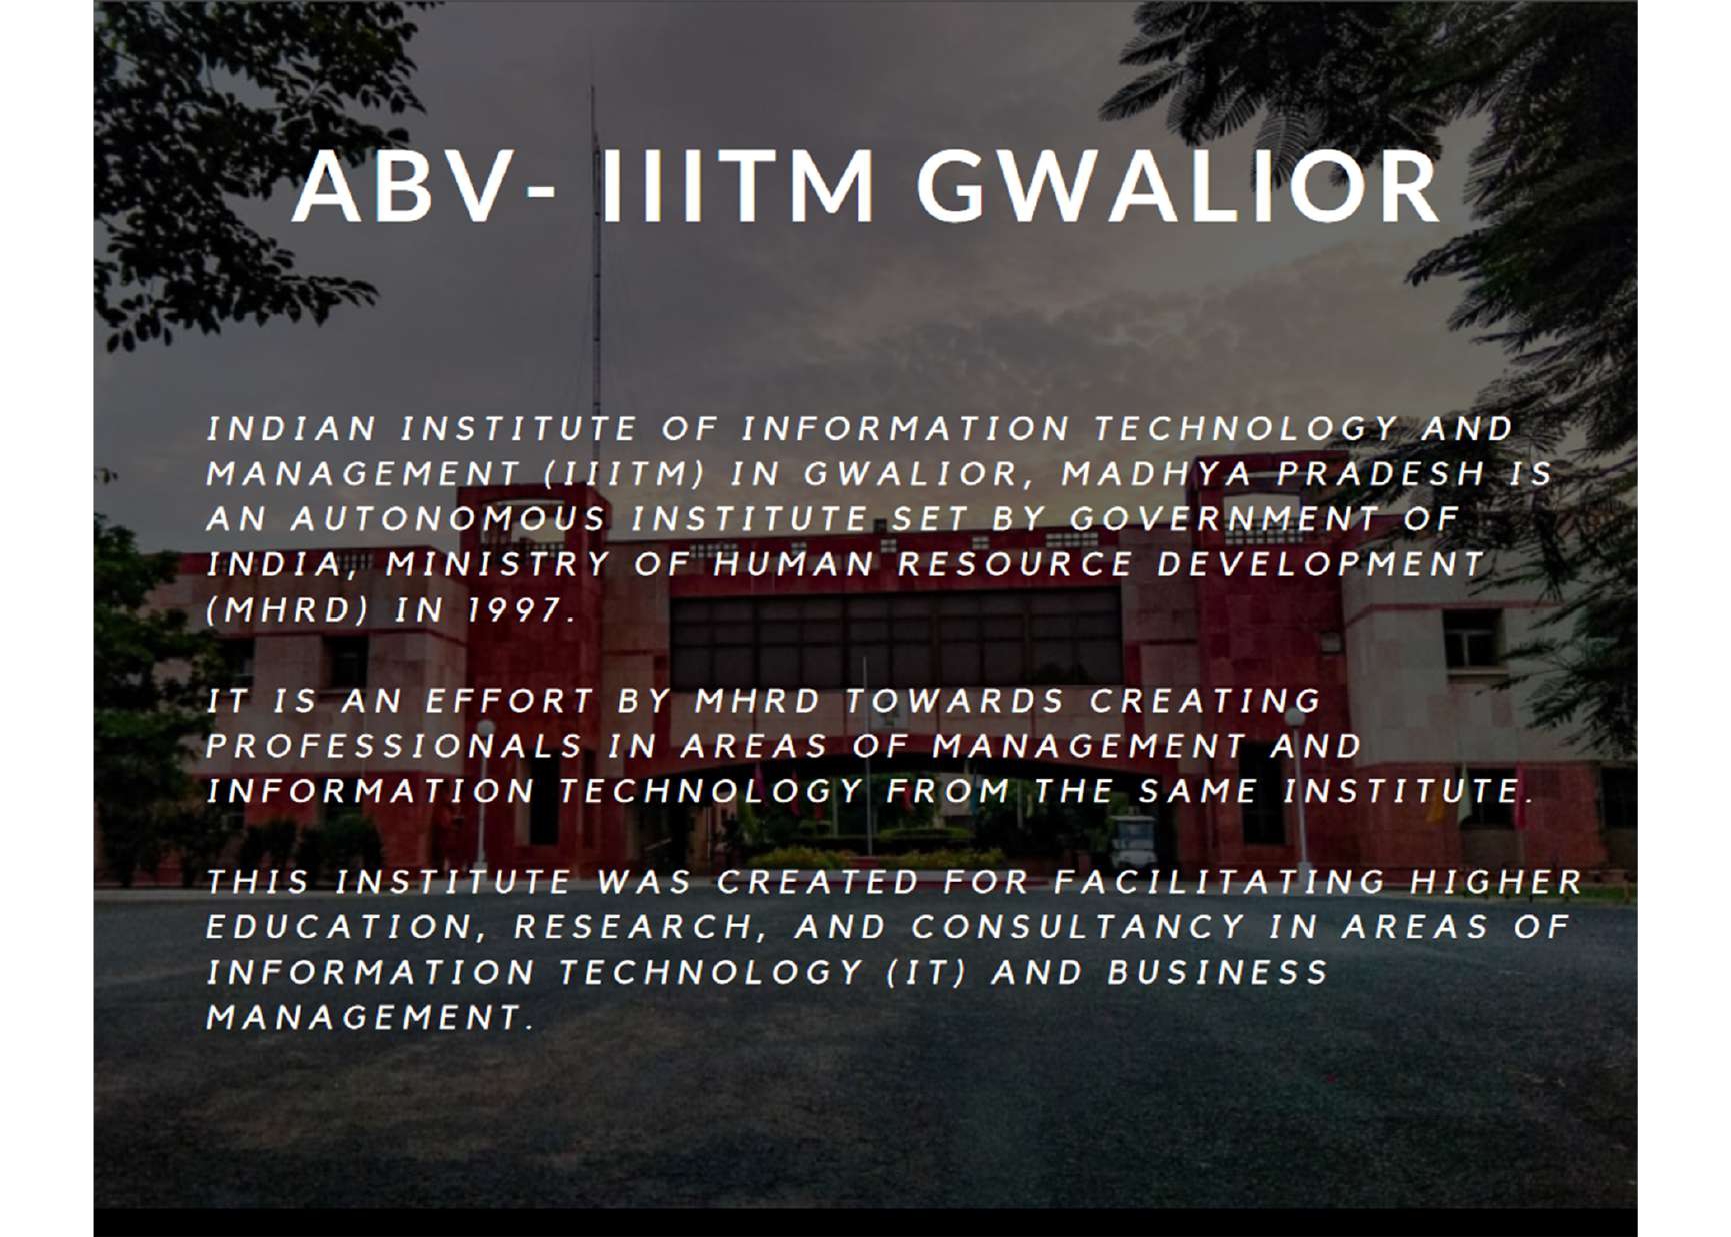 ABV- IIITM GWALIOR
INDIAN INSTITUTE OF INFORMATION TECHNOLOGY AND
MANAGEMENT (IIITM) IN GWALIOR, MADHYA PRADESH IS
AN AUTONOMOUS INSTITUTE SET BY GOVERNMENT OF
INDIA, MINISTRY OF HUMAN RESOURCE DEVELOPMENT
(MHRD) IN 1997.
IT IS AN EFFORT BY MHRD TOWARDS CREATING
PROFESSIONALS IN AREAS OF MANAGEMENT AND
INFORMATION TECHNOLOGY FROM THE SAME INSTITUTE.
THIS INSTITUTE WAS CREATED FOR FACILITATING HIGHER
EDUCATION, RESEARCH, AND CONSULTANCY IN AREAS OF
INFORMATION TECHNOLOGY (IT) AND BUSINESS
MANAGEMENT.